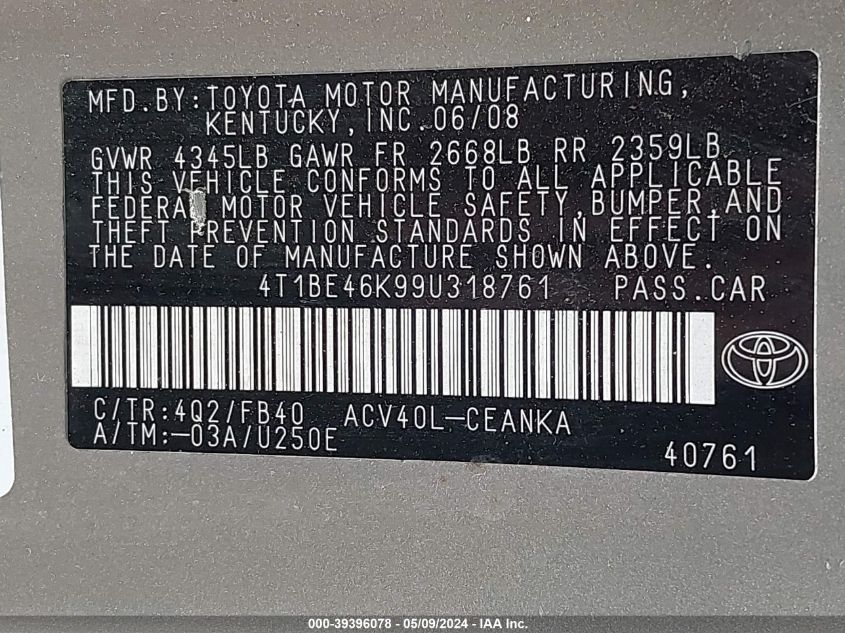 MFD.BY:TOYOTA MOTOR MANUFACTURING,
KENTUCKY,INC.06/08
GVWR 4345LB GAWR FR 2668LB RR 2359LB
THIS VEHICLE CONFORMS TO ALL APPLICABLE
FEDERA MOTOR VEHICLE SAFETY,BUMPER,AND
THEFT PREVENTION STANDARDS IN EFFECT ON
THE DATE OF MANUFACTURE SHOWN ABOVE.
4T1BE46K99U318761 PASS.CAR
C/TR:4Q2/FB40 ACV40L-CEANKA
A/TM:-03A/U250E
40761
000-39396078 - 05/09/2024 - IAA Inc.